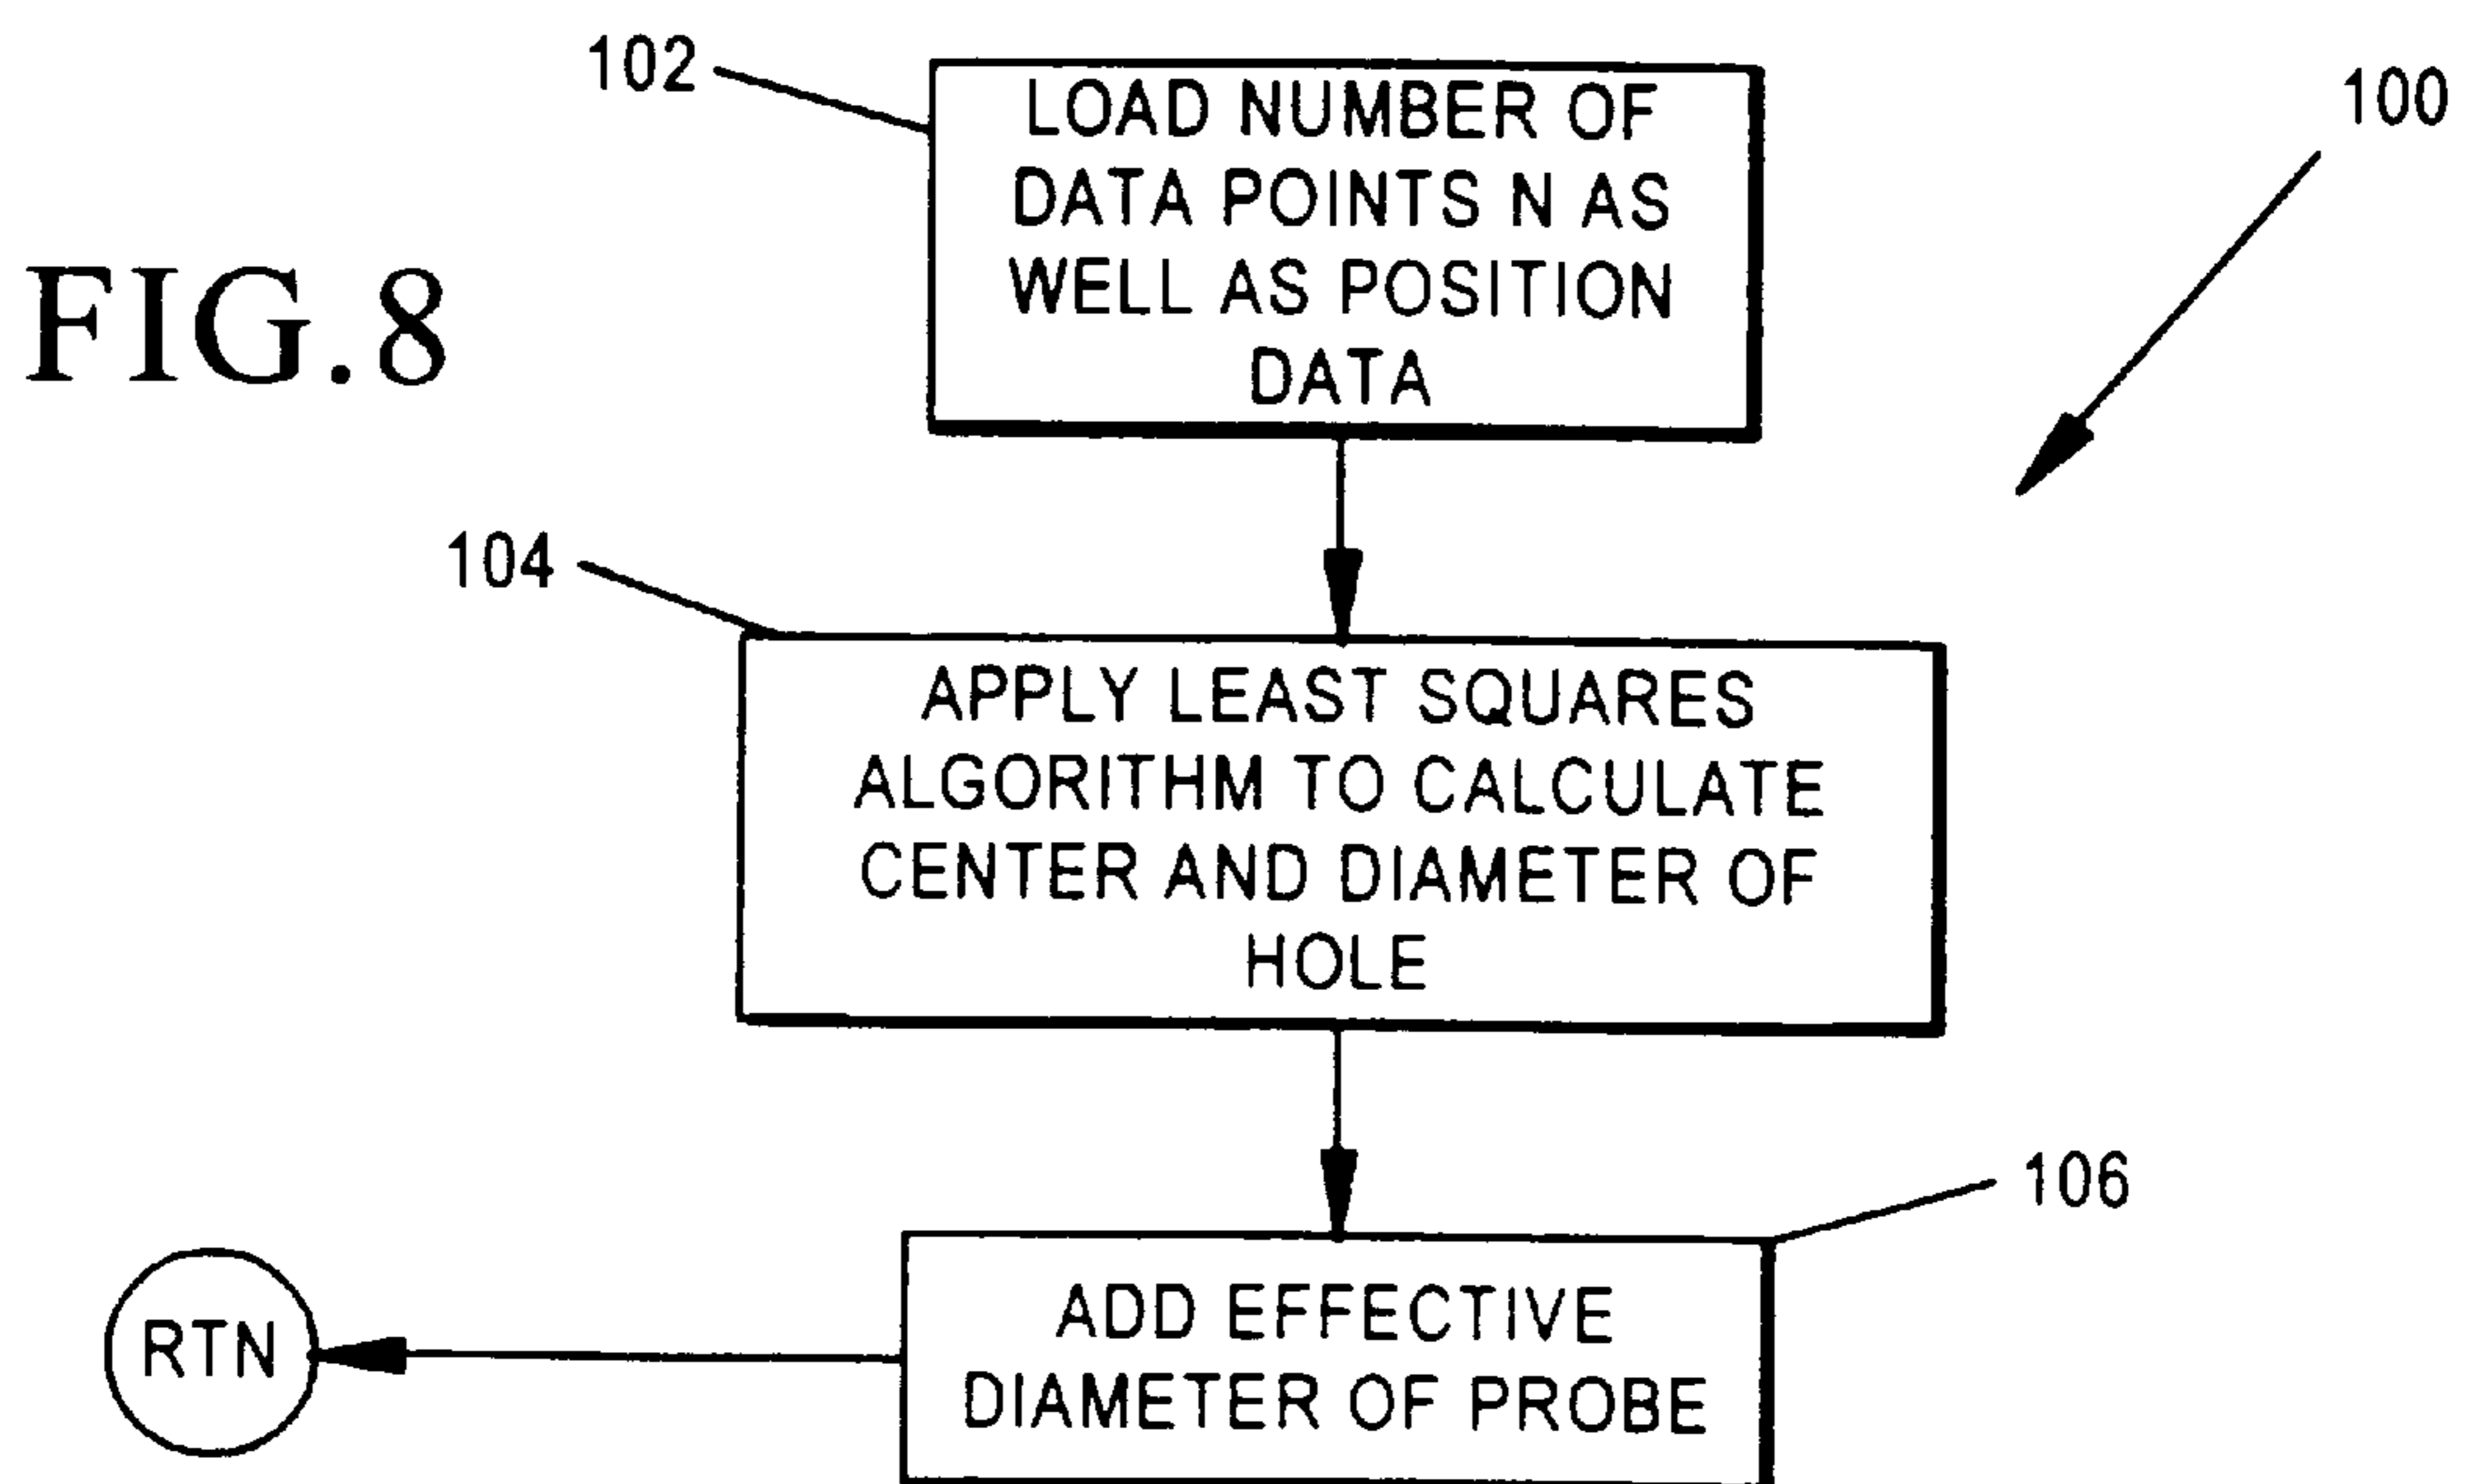 102
LOAD NUMBER OF
DATA POINTS N AS
WELL AS POSITION
DATA
100
FIG.8
104
APPLY LEAST SQUARES
ALGORITHM TO CALCULATE
CENTER AND DIAMETER OF
HOLE
106
ADD EFFECTIVE
DIAMETER OF PROBE
RTN